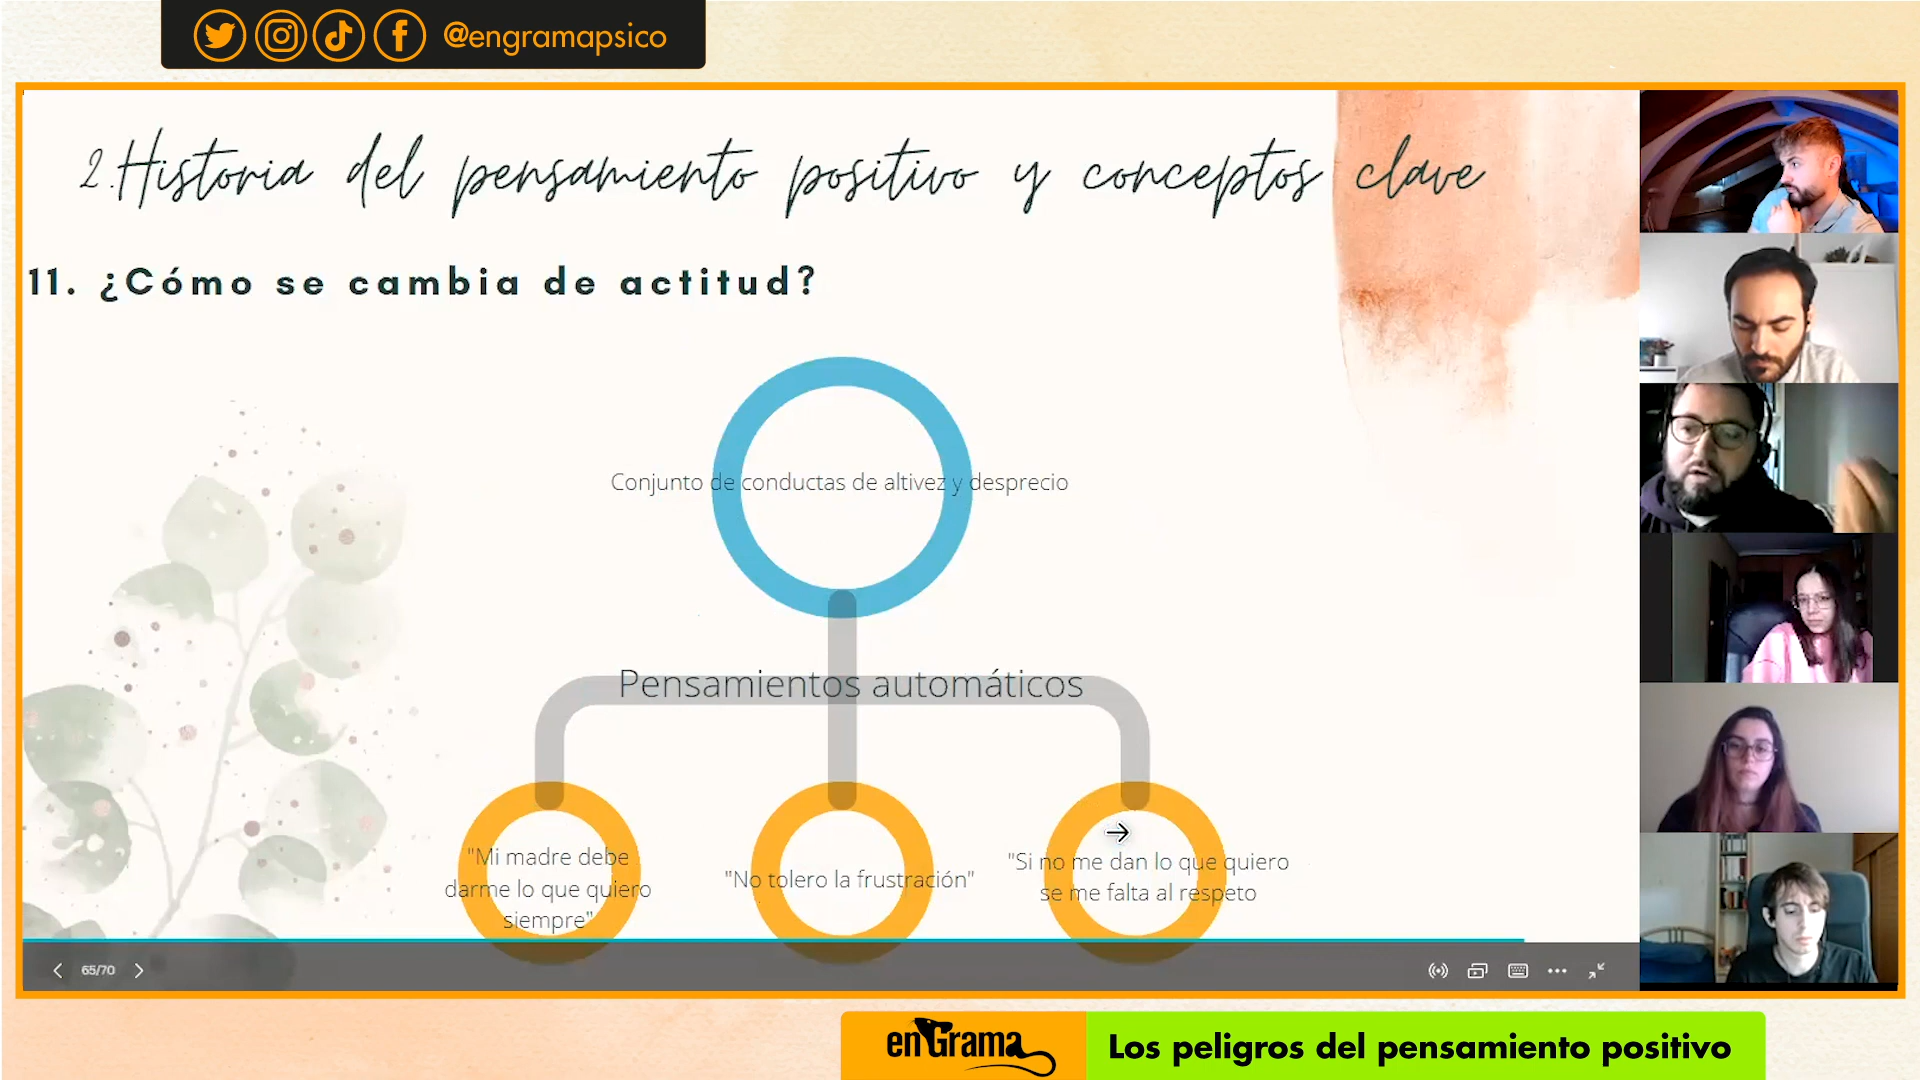 @engramapsico
2.Historia del pensamiento positivo y conceptos clave
11. ¿Cómo se cambia de actitud?
Conjunto de conductas de altivez y desprecio
Pensamientos automáticos
"Mi madre debe
darme lo que quiero
siempre"
"No tolero la frustración"
"Si no me dan lo que quiero
se me falta al respeto
65/70
enGrama
Los peligros del pensamiento positivo